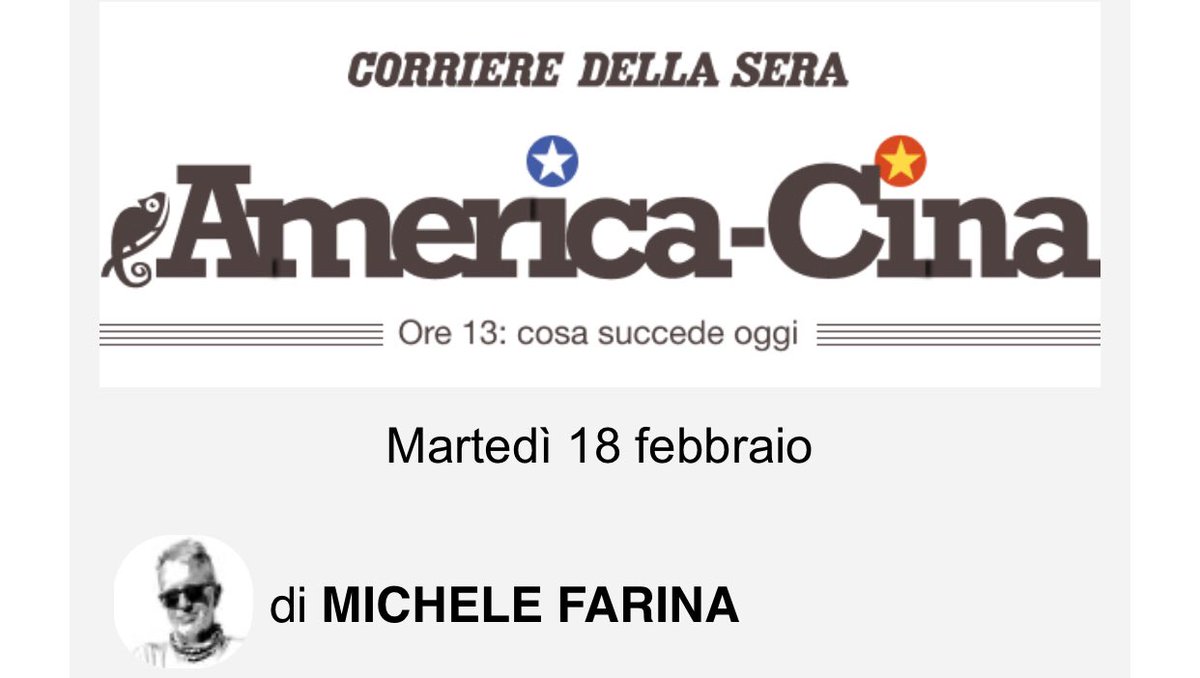 CORRIERE DELLA SERA
America-Cina
Ore 13: cosa succede oggi
Martedì 18 febbraio
di MICHELE FARINA